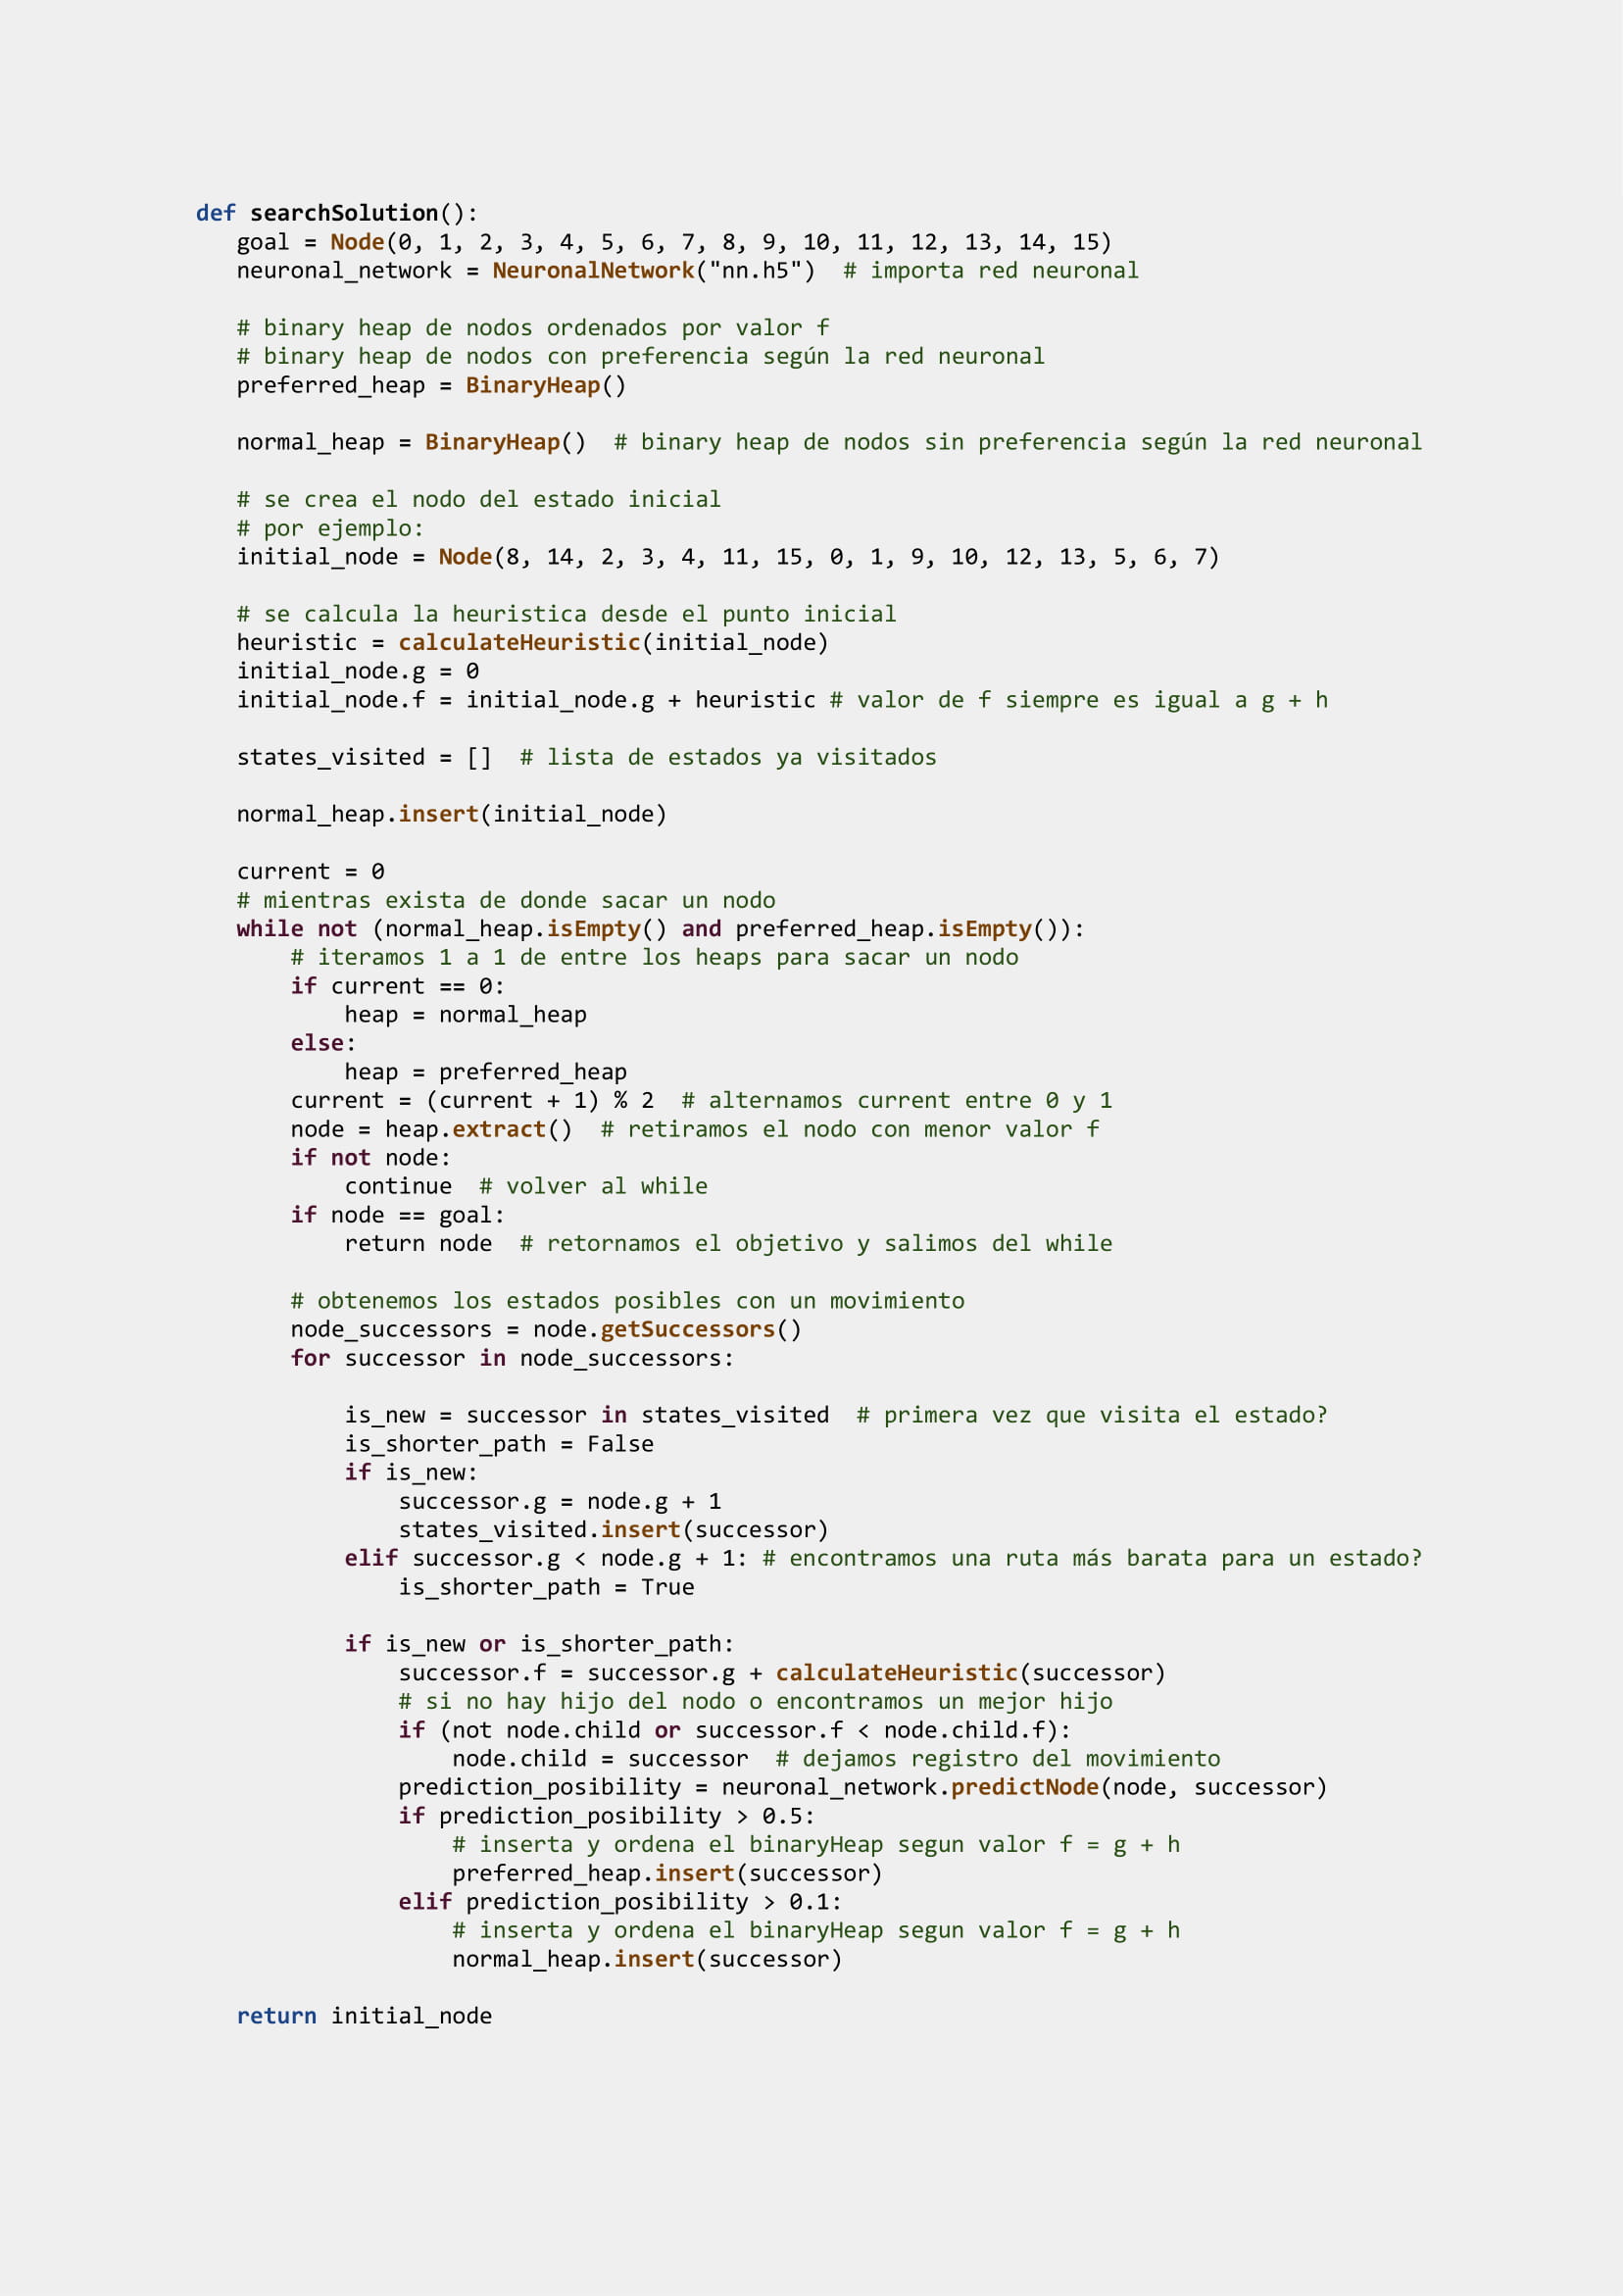 def searchSolution():
   goal = Node(0, 1, 2, 3, 4, 5, 6, 7, 8, 9, 10, 11, 12, 13, 14, 15)
   neuronal_network = NeuronalNetwork("nn.h5")  # importa red neuronal

   # binary heap de nodos ordenados por valor f
   # binary heap de nodos con preferencia según la red neuronal
   preferred_heap = BinaryHeap()

   normal_heap = BinaryHeap()  # binary heap de nodos sin preferencia según la red neuronal

   # se crea el nodo del estado inicial
   # por ejemplo:
   initial_node = Node(8, 14, 2, 3, 4, 11, 15, 0, 1, 9, 10, 12, 13, 5, 6, 7)

   # se calcula la heuristica desde el punto inicial
   heuristic = calculateHeuristic(initial_node)
   initial_node.g = 0
   initial_node.f = initial_node.g + heuristic # valor de f siempre es igual a g + h

   states_visited = []  # lista de estados ya visitados

   normal_heap.insert(initial_node)

   current = 0
   # mientras exista de donde sacar un nodo
   while not (normal_heap.isEmpty() and preferred_heap.isEmpty()):
       # iteramos 1 a 1 de entre los heaps para sacar un nodo
       if current == 0:
           heap = normal_heap
       else:
           heap = preferred_heap
       current = (current + 1) % 2  # alternamos current entre 0 y 1
       node = heap.extract()  # retiramos el nodo con menor valor f
       if not node:
           continue  # volver al while
       if node == goal:
           return node  # retornamos el objetivo y salimos del while

       # obtenemos los estados posibles con un movimiento
       node_successors = node.getSuccessors()
       for successor in node_successors:

           is_new = successor in states_visited  # primera vez que visita el estado?
           is_shorter_path = False
           if is_new:
               successor.g = node.g + 1
               states_visited.insert(successor)
           elif successor.g < node.g + 1: # encontramos una ruta más barata para un estado?
               is_shorter_path = True

           if is_new or is_shorter_path:
               successor.f = successor.g + calculateHeuristic(successor)
               # si no hay hijo del nodo o encontramos un mejor hijo
               if (not node.child or successor.f < node.child.f):
                   node.child = successor  # dejamos registro del movimiento
               prediction_posibility = neuronal_network.predictNode(node, successor)
               if prediction_posibility > 0.5:
                   # inserta y ordena el binaryHeap segun valor f = g + h
                   preferred_heap.insert(successor)
               elif prediction_posibility > 0.1:
                   # inserta y ordena el binaryHeap segun valor f = g + h
                   normal_heap.insert(successor)

   return initial_node